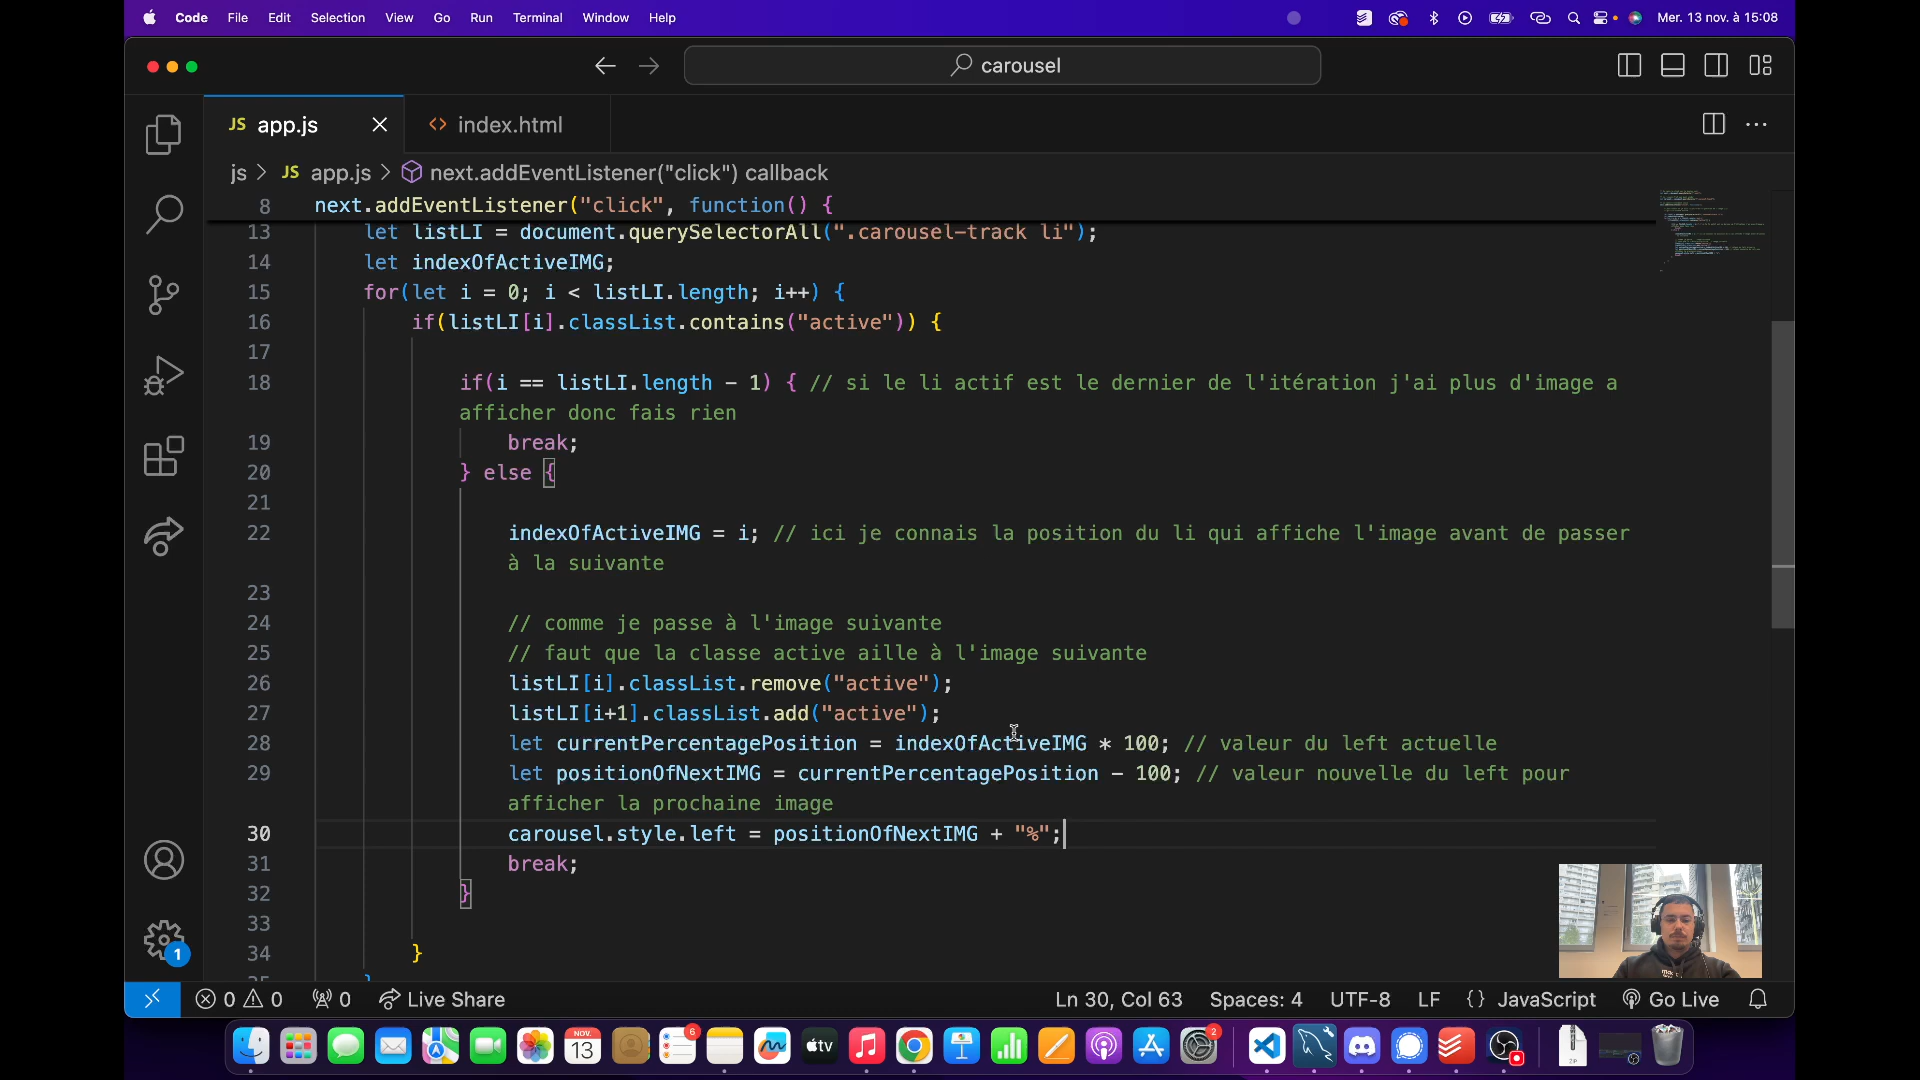 Code File Edit Selection View Go Run Terminal Window Help Mer. 13 nov. à 15:08
carousel
JS app.js
<> index.html
js > JS app.js > next.addEventListener("click") callback
8 next.addEventListener("click", function() {
13 let listLI = document.querySelectorAll(".carousel-track li");
14 let indexOfActiveIMG;
15 for(let i = 0; i < listLI.length; i++) {
16 if(listLI[i].classList.contains("active")) {
17
18 if(i == listLI.length - 1) { // si le li actif est le dernier de l'itération j'ai plus d'image a
afficher donc fais rien
19 break;
20 } else {
21
22 indexOfActiveIMG = i; // ici je connais la position du li qui affiche l'image avant de passer
à la suivante
23
24 // comme je passe à l'image suivante
25 // faut que la classe active aille à l'image suivante
26 listLI[i].classList.remove("active");
27 listLI[i+1].classList.add("active");
28 let currentPercentagePosition = indexOfActiveIMG * 100; // valeur du left actuelle
29 let positionOfNextIMG = currentPercentagePosition - 100; // valeur nouvelle du left pour
afficher la prochaine image
30 carousel.style.left = positionOfNextIMG + "%";
31 break;
32 }
33
34 }
35 }
1
0 0 0 Live Share Ln 30, Col 63 Spaces: 4 UTF-8 LF {} JavaScript Go Live
NOV.
13
6
tv
2
ZIP